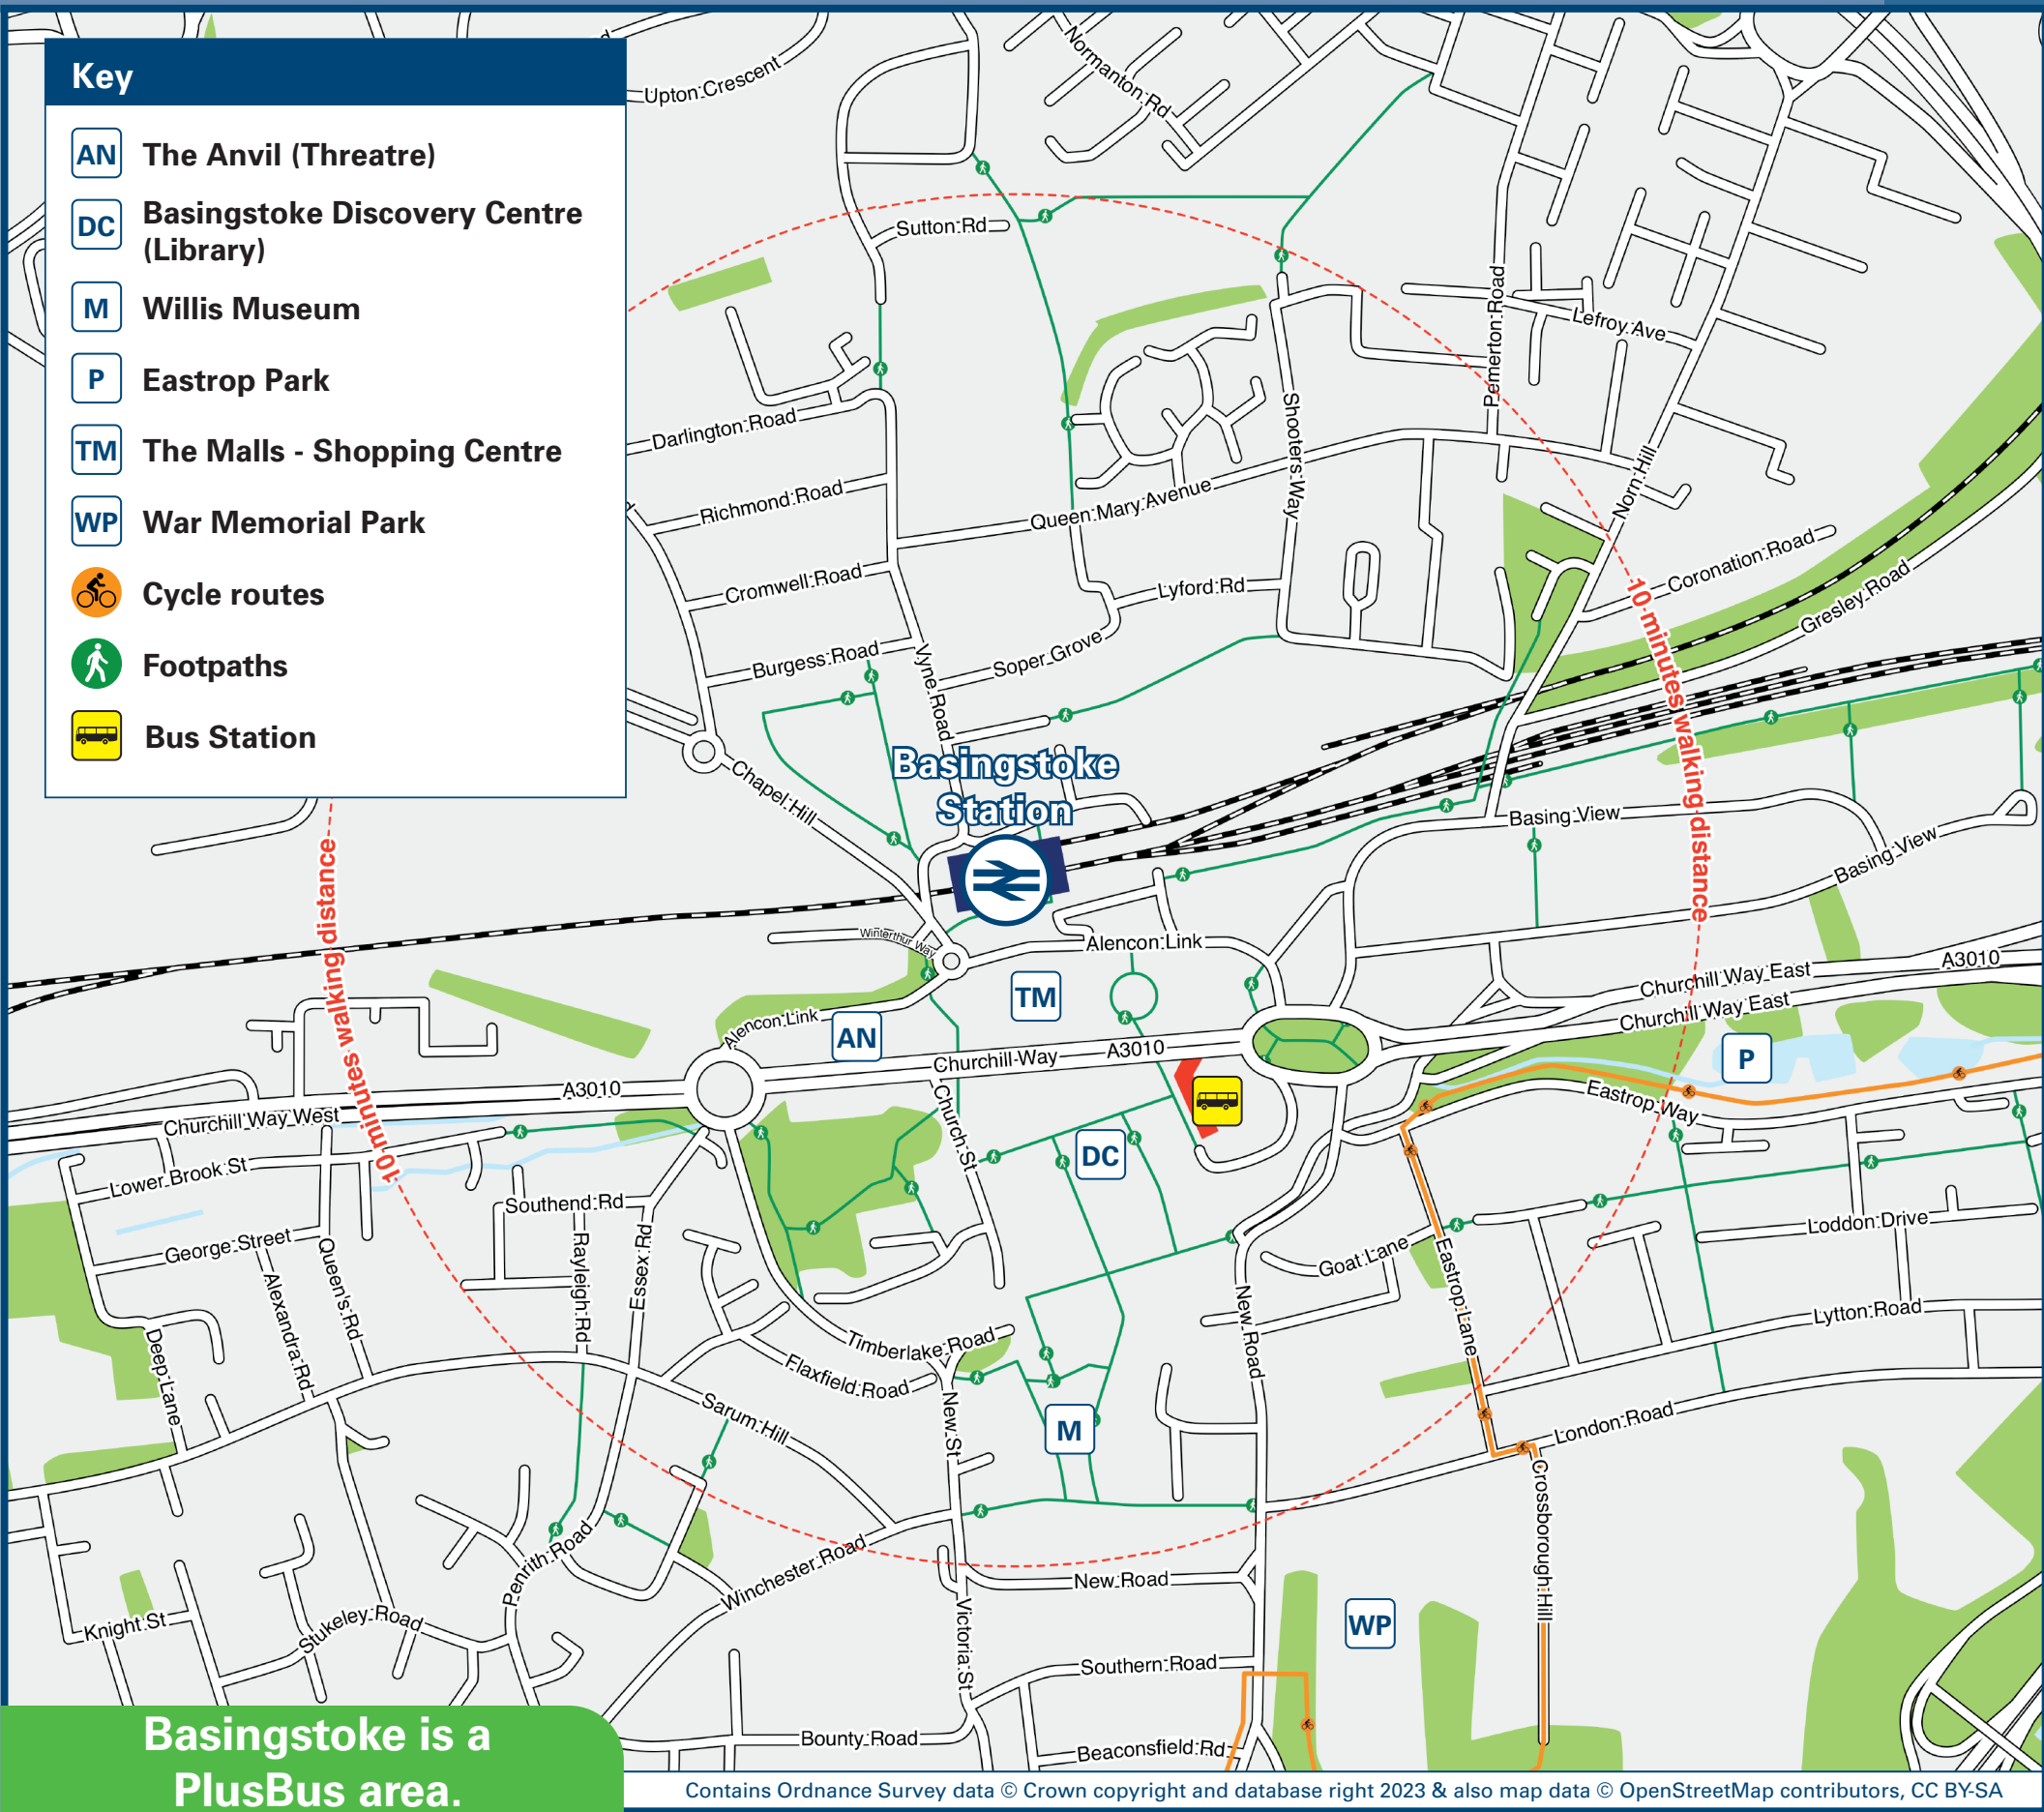 Key
AN The Anvil (Threatre)
DC Basingstoke Discovery Centre
(Library)
M Willis Museum
P Eastrop Park
TM The Malls - Shopping Centre
WP War Memorial Park
Cycle routes
Footpaths
Bus Station
Upton Crescent
Normanton Rd
Sutton Rd
Pemerton Road
Lefroy Ave
Darlington Road
Shooters Way
Richmond Road
Queen Mary Avenue
Norn Hill
Cromwell Road
Lyford Rd
Coronation Road
Gresley Road
Burgess Road
Vyne Road
Soper Grove
10 minutes walking distance
Basingstoke
Station
Chapel Hill
Basing View
Basing View
10 minutes walking distance
Winterthur Way
Alencon Link
A3010
TM
Churchill Way East
Churchill Way East
Alencon Link
AN
Churchill Way
A3010
P
A3010
Churchill Way West
Church St
Eastrop Way
DC
Lower Brook St
Southend Rd
George Street
Queen's Rd
Rayleigh Rd
Essex Rd
Goat Lane
Loddon Drive
Alexandra Rd
Eastrop Lane
New Road
Lytton Road
Deep Lane
Timberlake Road
Flaxfield Road
Sarum Hill
New St
M
London Road
Crossborough Hill
Penrith Road
Winchester Road
New Road
Knight St
Stukeley Road
Victoria St
WP
Southern Road
Bounty Road
Beaconsfield Rd
Basingstoke is a
PlusBus area.
Contains Ordnance Survey data © Crown copyright and database right 2023 & also map data © OpenStreetMap contributors, CC BY-SA